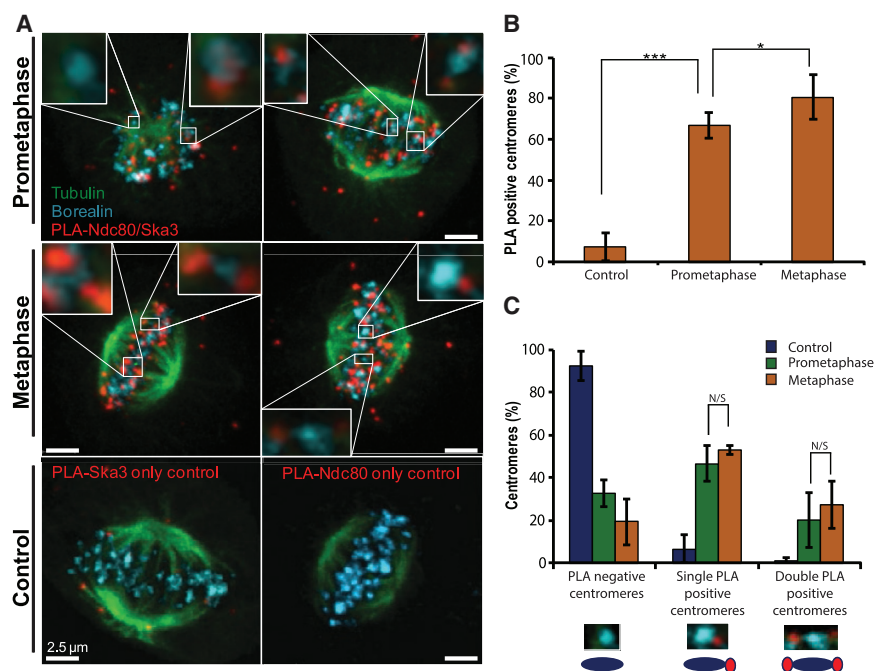 A
Prometaphase
Tubulin
Borealin
PLA-Ndc80/Ska3
Metaphase
Control
PLA-Ska3 only control
PLA-Ndc80 only control
2.5 µm
B
PLA positive centromeres (%)
100
80
60
40
20
0
***
*
Control
Prometaphase
Metaphase
C
Centromeres (%)
100
80
60
40
20
0
Control
Prometaphase
Metaphase
N/S
N/S
PLA negative
centromeres
Single PLA
positive
centromeres
Double PLA
positive
centromeres